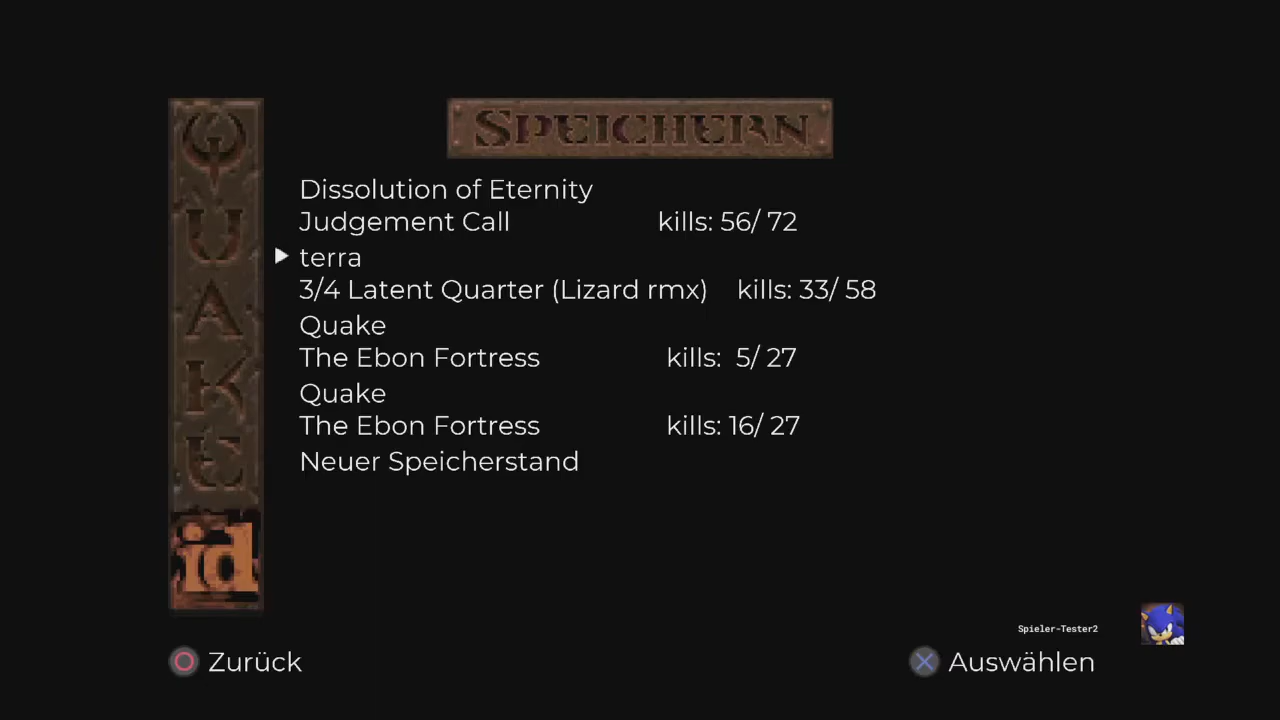 SPEICHERN
QUAKE
Dissolution of Eternity
Judgement Call kills: 56/ 72
terra
3/4 Latent Quarter (Lizard rmx) kills: 33/ 58
Quake
The Ebon Fortress kills: 5/ 27
Quake
The Ebon Fortress kills: 16/ 27
Neuer Speicherstand
id
Spieler-Tester2
Zurück
Auswählen